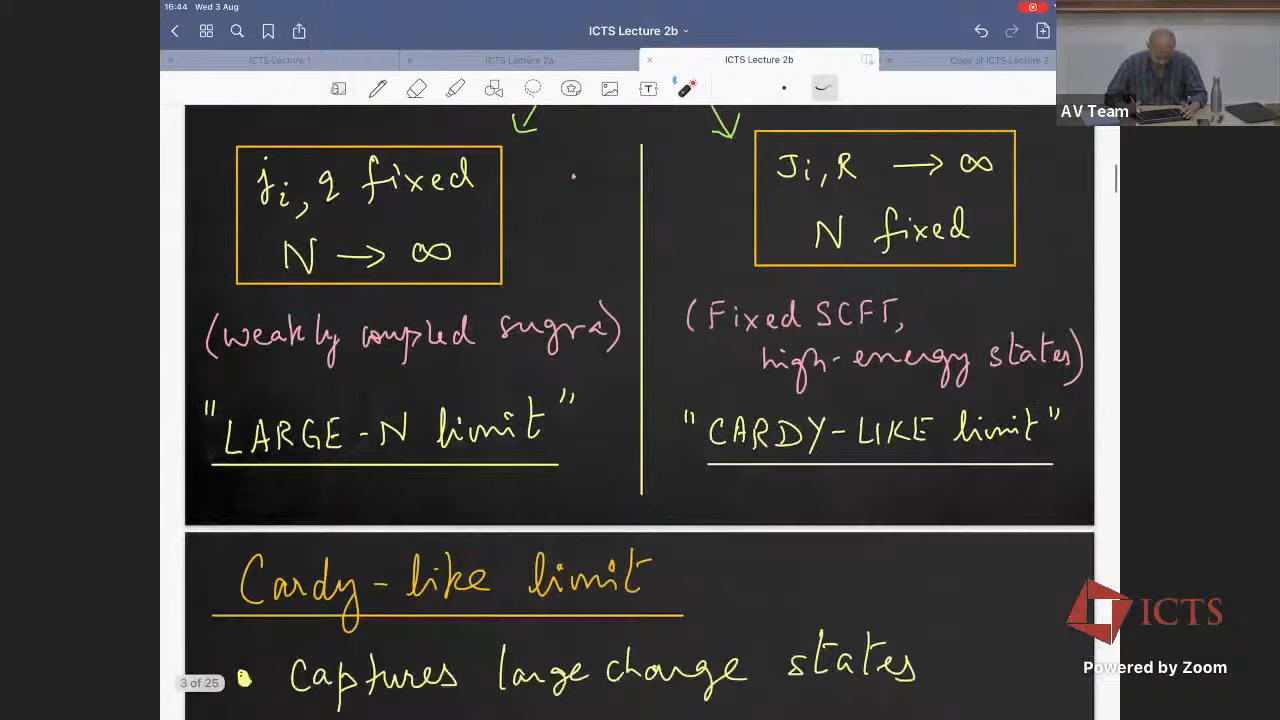 16:44 Wed 3 Aug
ICTS Lecture 2b
ICTS Lecture 1
ICTS Lecture 2a
ICTS Lecture 2b
Copy of ICTS Lecture 2
AV Team
ji, q fixed
N → ∞
(weakly coupled sugra)
"LARGE-N limit"
Ji, R → ∞
N fixed
(Fixed SCFT,
high-energy states)
"CARDY-LIKE limit"
Cardy-like limit
• captures large charge states
3 of 25
ICTS
Powered by Zoom